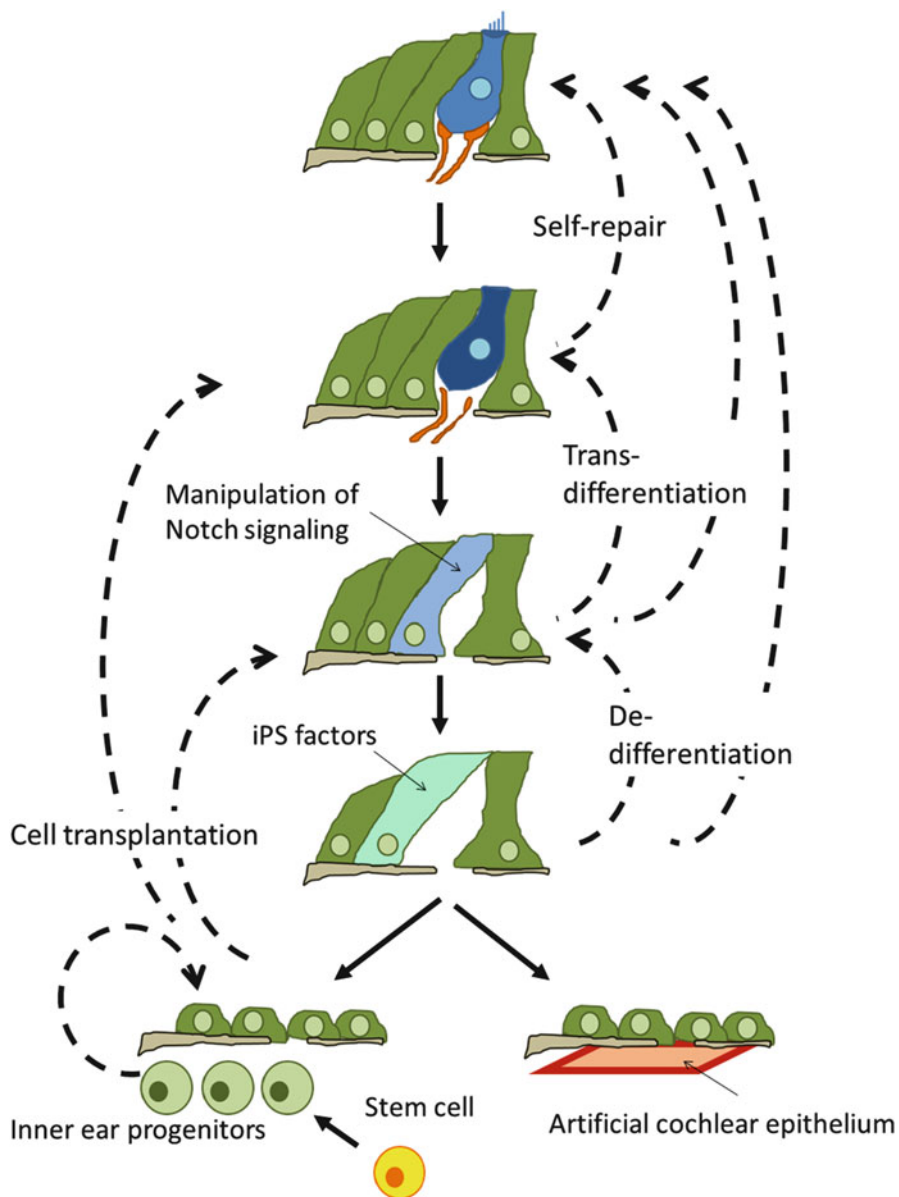 Self-repair
Trans-
differentiation
Manipulation of
Notch signaling
De-
differentiation
iPS factors
Cell transplantation
Stem cell
Inner ear progenitors
Artificial cochlear epithelium